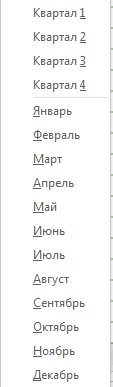 Квартал 1
Квартал 2
Квартал 3
Квартал 4
Январь
Февраль
Март
Апрель
Май
Июнь
Июль
Август
Сентябрь
Октябрь
Ноябрь
Декабрь